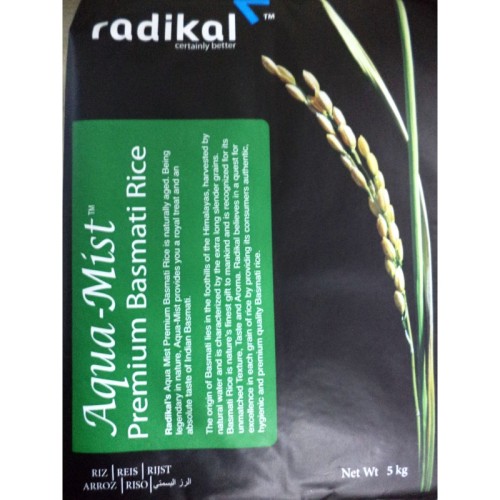 radikal™
certainly better
Aqua-Mist™
Premium Basmati Rice
Radikal's Aqua Mist Premium Basmati Rice is naturally aged. Being
legendary in nature, Aqua-Mist provides you a royal treat and an
absolute taste of Indian Basmati.
The origin of Basmati lies in the foothills of the Himalayas, harvested by
natural water and is characterized by the extra long slender grains.
Basmati Rice is nature's finest gift to mankind and is recognized for its
unmatched Texture, Taste and Aroma. Radikal believes in a quest for
excellence in each grain of rice by providing its consumers authentic,
hygienic and premium quality Basmati rice.
RIZ | REIS | RIJST
ARROZ | RISO | الرز البسمتي
Net Wt 5 kg